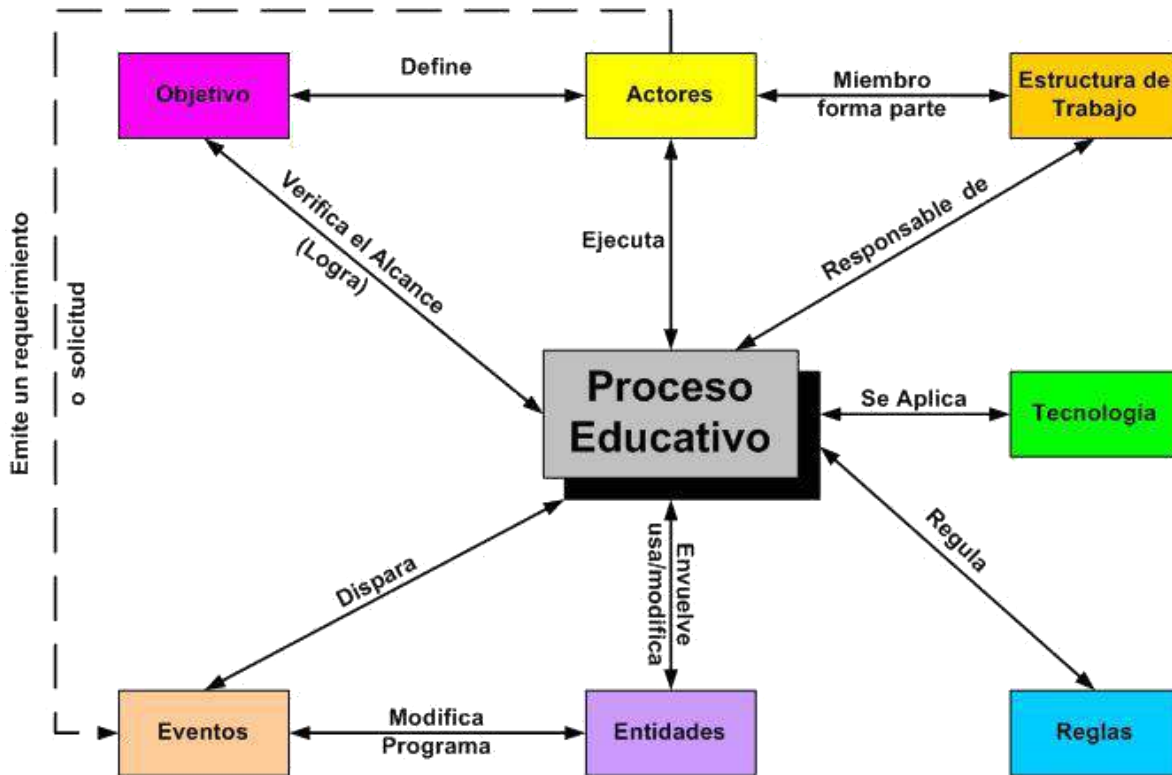 Define
Objetivo
Actores
Miembro
forma parte
Estructura de
Trabajo
Verifica el Alcance
(Logra)
Ejecuta
Responsable de
Emite un requerimiento
o solicitud
Proceso
Educativo
Se Aplica
Tecnología
Regula
Dispara
Envuelve
usa/modifica
Eventos
Modifica
Programa
Entidades
Reglas